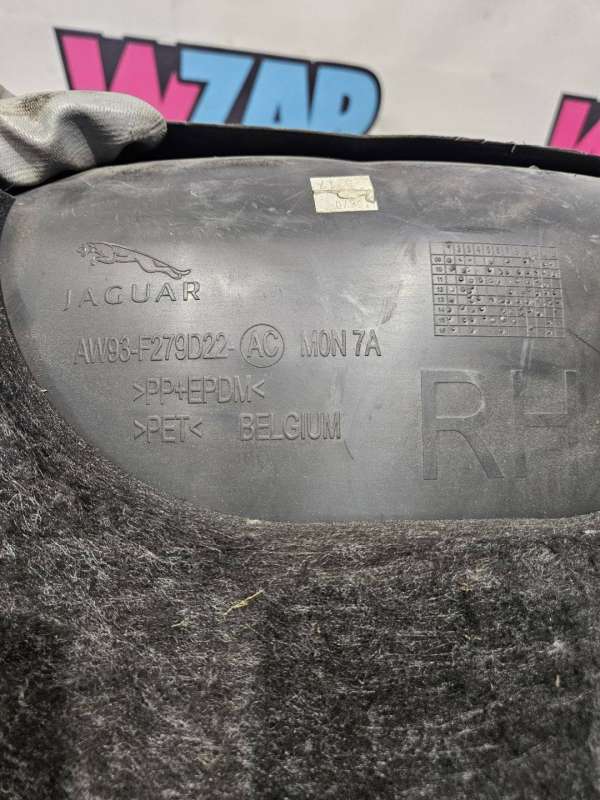 WZAP
JAGUAR
AW93-F279D22- AC M0N 7A
>PP+EPDM<
>PET< BELGIUM
RH